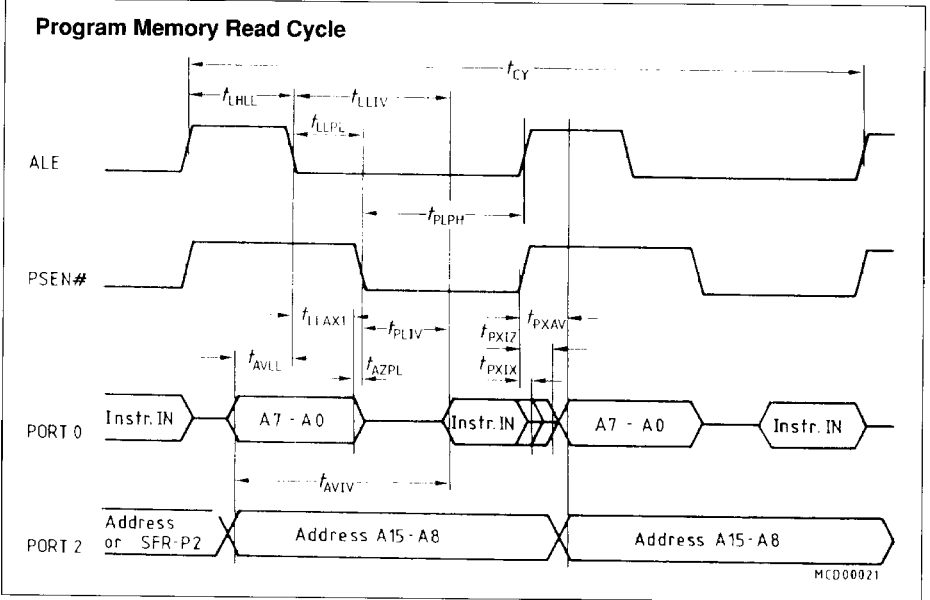 Program Memory Read Cycle
tCY
tLHLL
tLLIV
tLLPL
ALE
tPLPH
PSEN#
tLLAX1
tPLIV
tPXIZ
tPXAV
tAVLL
tAZPL
tPXIX
PORT 0
Instr. IN
A7 - A0
Instr. IN
A7 - A0
Instr. IN
tAVIV
PORT 2
Address
or SFR-P2
Address A15-A8
Address A15-A8
MCD00021